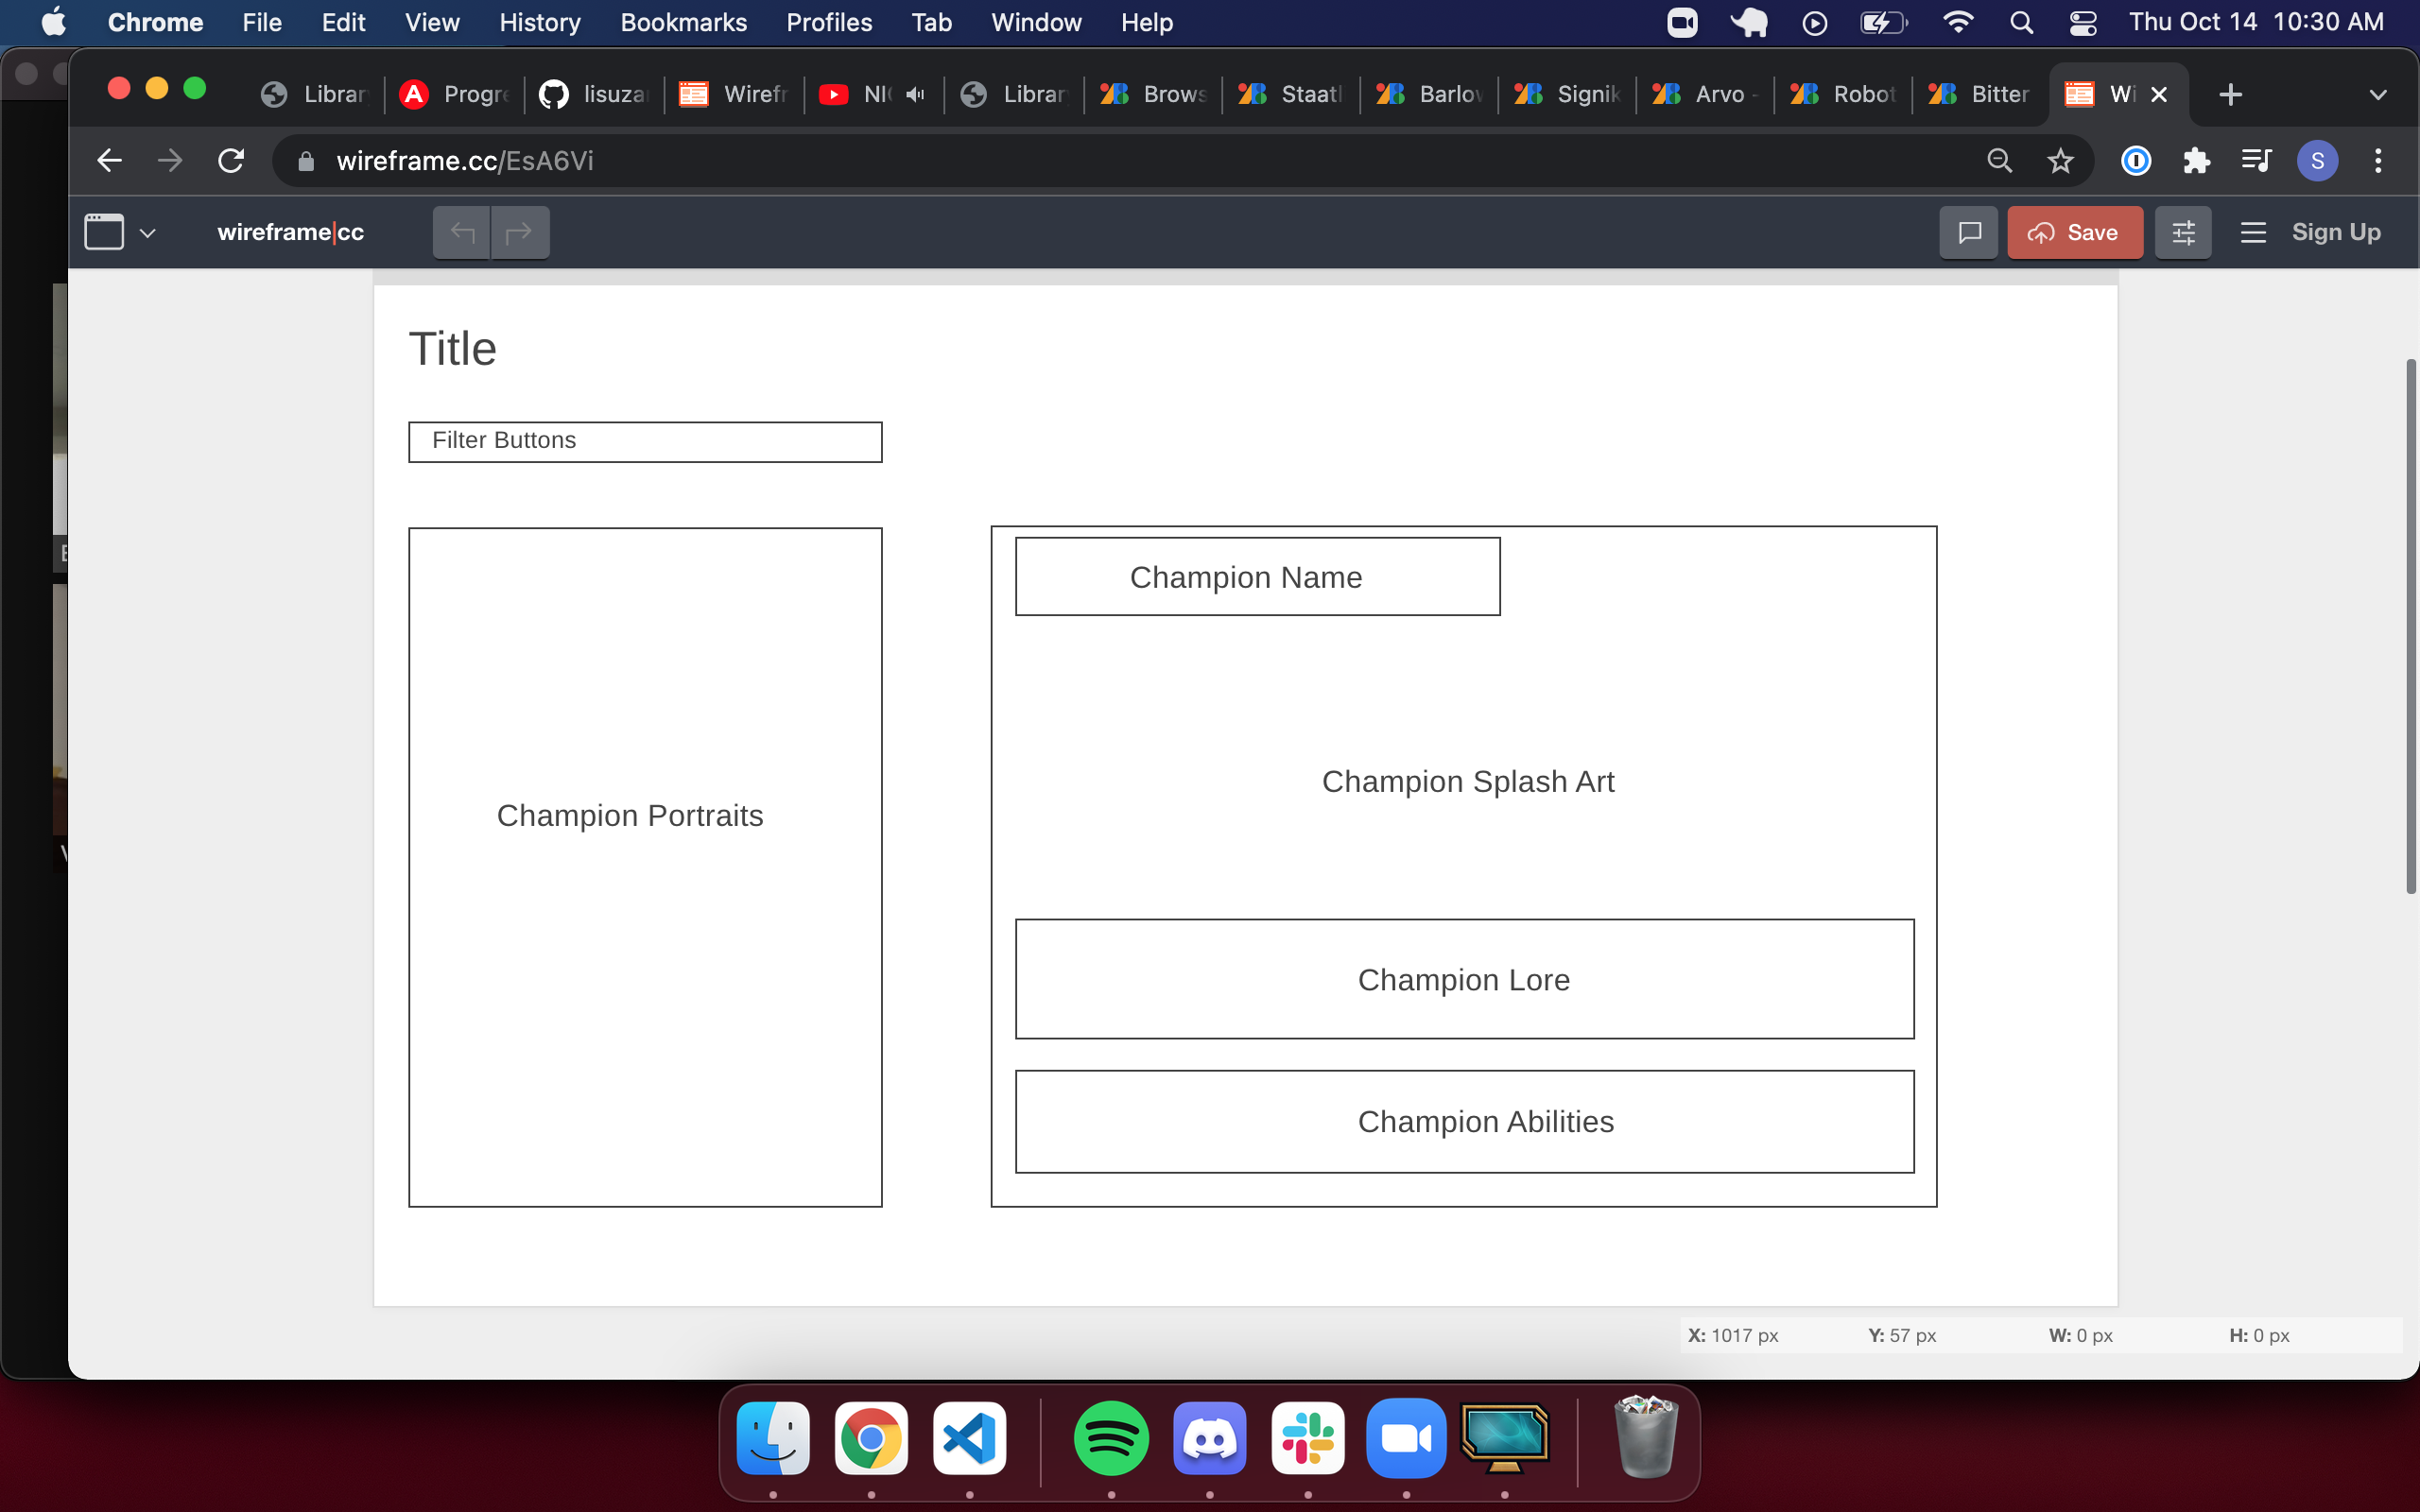 Chrome File Edit View History Bookmarks Profiles Tab Window Help Thu Oct 14 10:30 AM
Librar Progre lisuza Wirefr NI Librar Brows Staatl Barlov Signik Arvo - Robot Bitter Wi
wireframe.cc/EsA6Vi S
wireframe|cc Save Sign Up
Title
Filter Buttons
Champion Name
Champion Splash Art
Champion Portraits
Champion Lore
Champion Abilities
X: 1017 px Y: 57 px W: 0 px H: 0 px